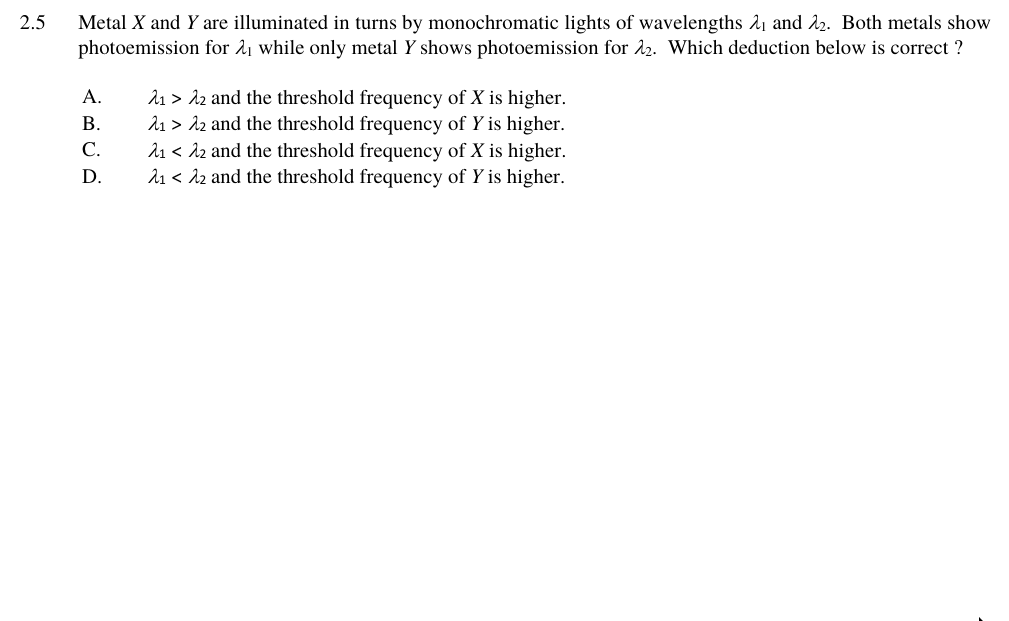 2.5 Metal X and Y are illuminated in turns by monochromatic lights of wavelengths λ₁ and λ₂. Both metals show
photoemission for λ₁ while only metal Y shows photoemission for λ₂. Which deduction below is correct ?
A. λ₁ > λ₂ and the threshold frequency of X is higher.
B. λ₁ > λ₂ and the threshold frequency of Y is higher.
C. λ₁ < λ₂ and the threshold frequency of X is higher.
D. λ₁ < λ₂ and the threshold frequency of Y is higher.